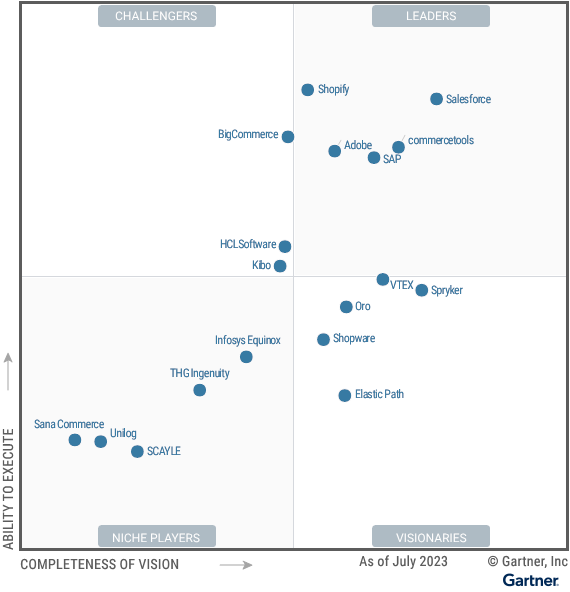 CHALLENGERS
LEADERS
Shopify
Salesforce
BigCommerce
Adobe
commercetools
SAP
HCLSoftware
Kibo
VTEX
Spryker
Oro
Shopware
Infosys Equinox
THG Ingenuity
Elastic Path
Sana Commerce
Unilog
SCAYLE
NICHE PLAYERS
VISIONARIES
ABILITY TO EXECUTE
COMPLETENESS OF VISION
As of July 2023
© Gartner, Inc
Gartner